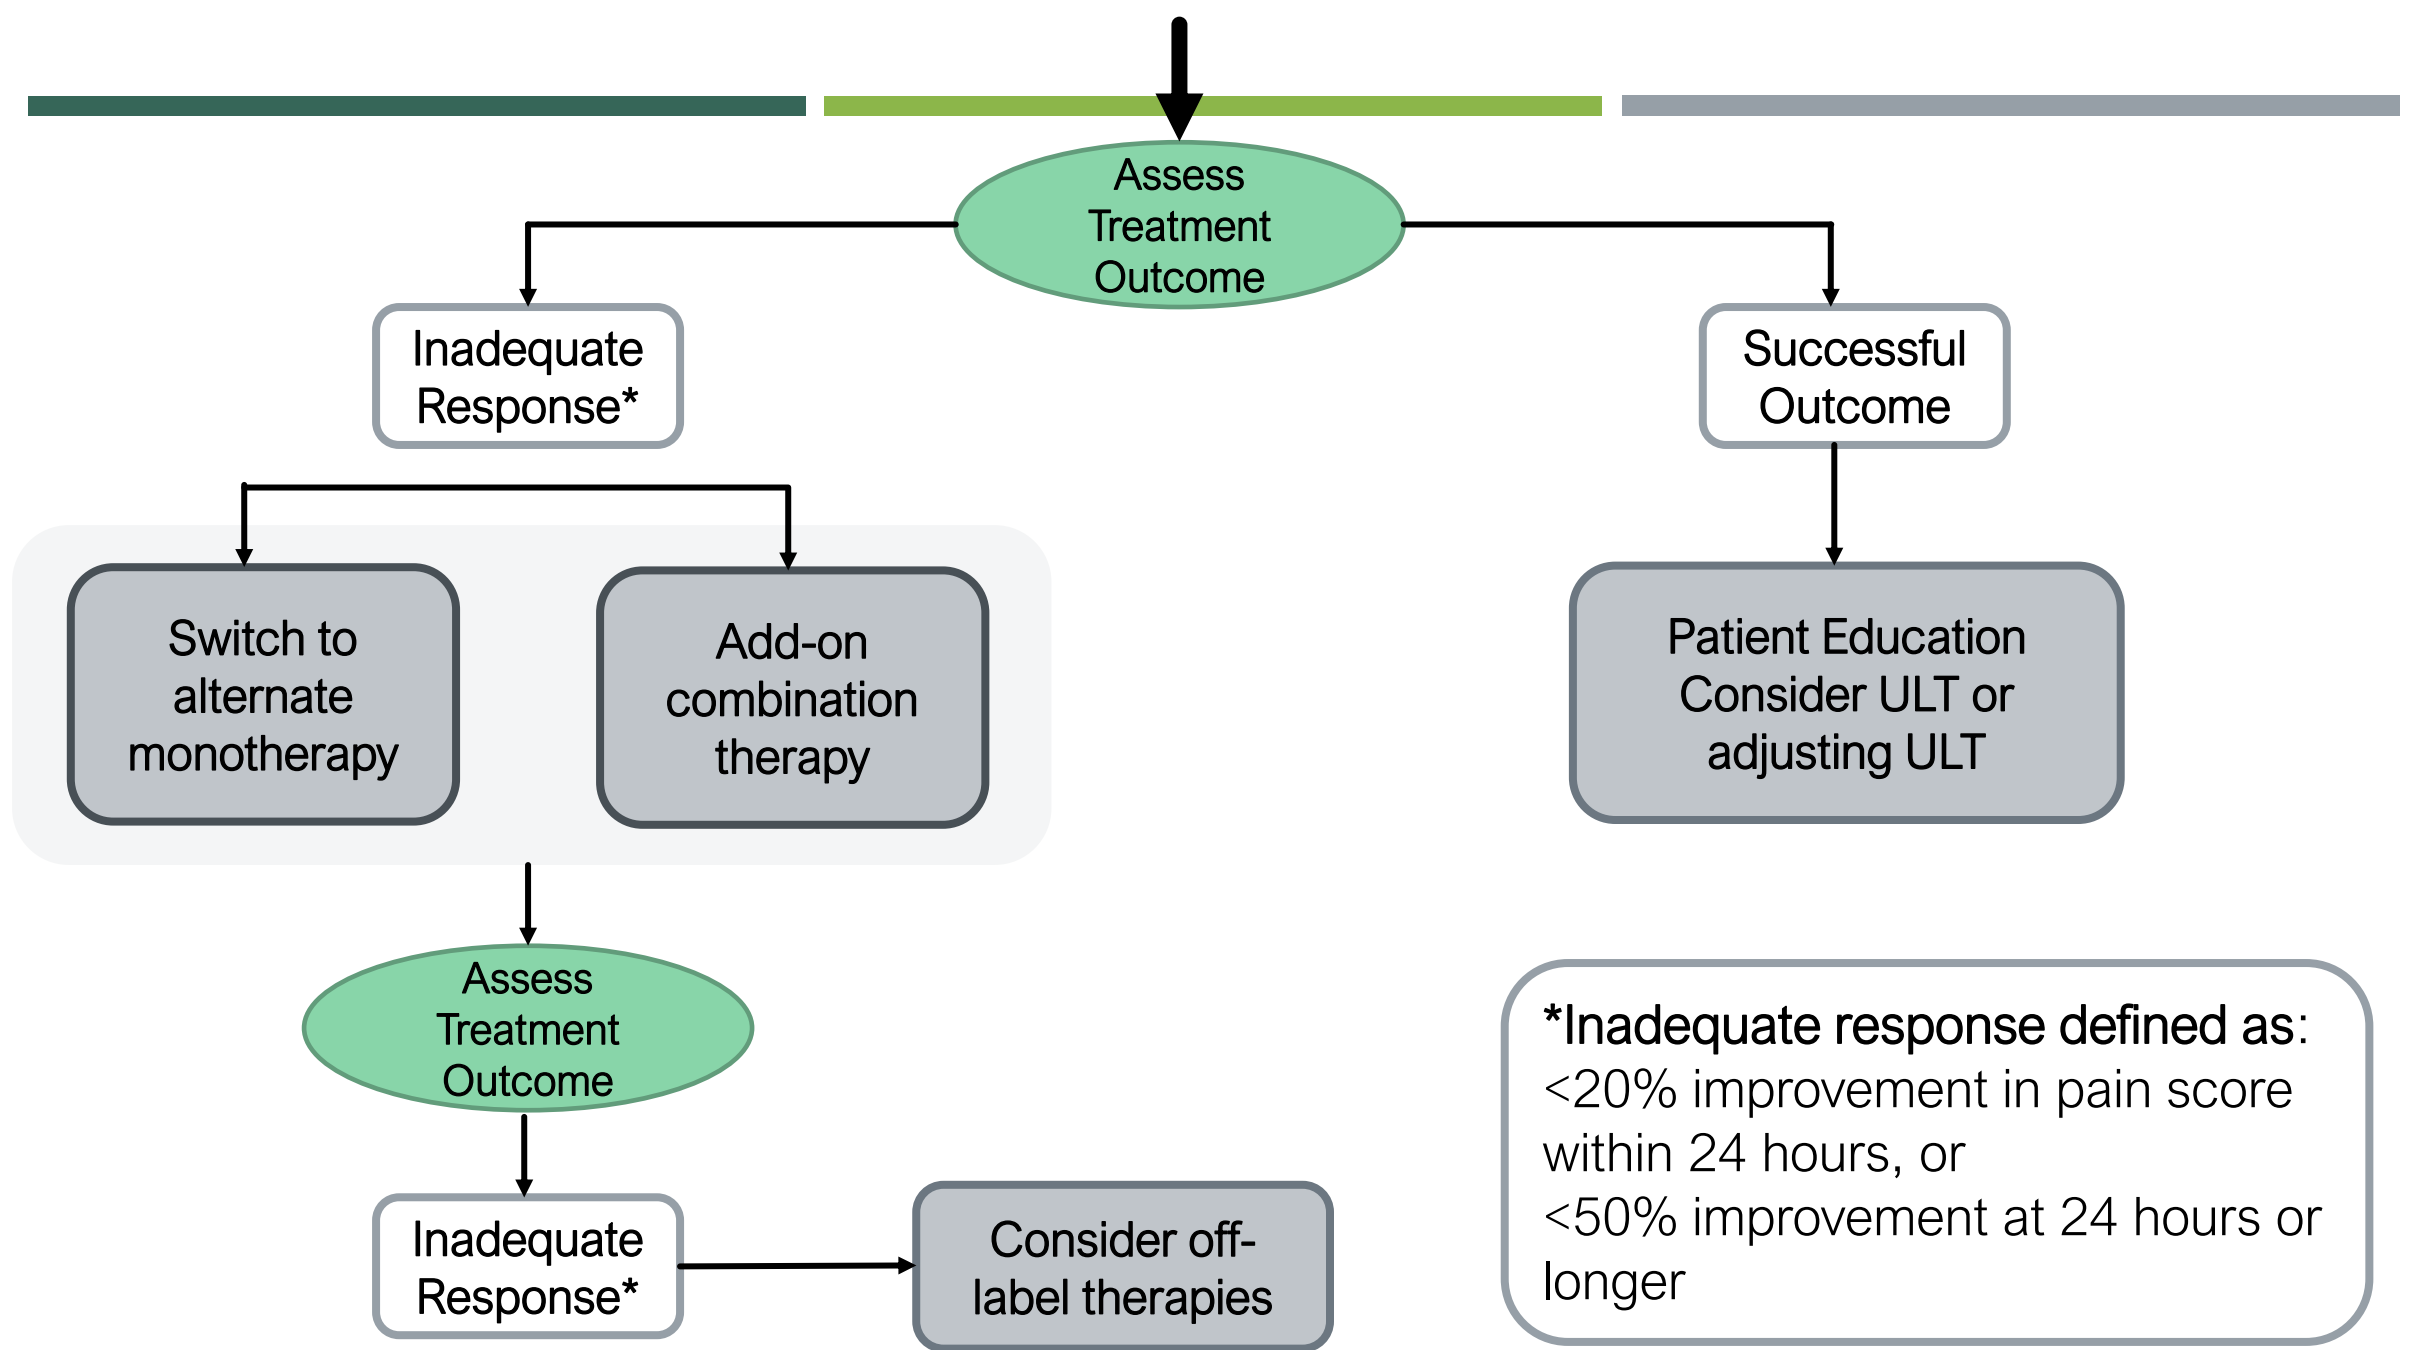 Assess
Treatment
Outcome
Inadequate
Response*
Successful
Outcome
Switch to
alternate
monotherapy
Add-on
combination
therapy
Patient Education
Consider ULT or
adjusting ULT
Assess
Treatment
Outcome
Inadequate
Response*
Consider off-
label therapies
*Inadequate response defined as:
<20% improvement in pain score
within 24 hours, or
<50% improvement at 24 hours or
longer